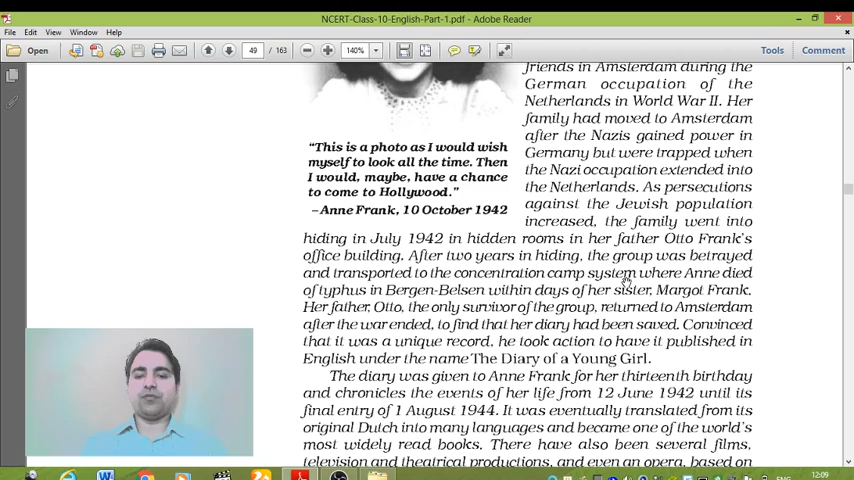 NCERT-Class-10-English-Part-1.pdf - Adobe Reader
File Edit View Window Help
Open 49 / 163 140% Tools Comment
friends in Amsterdam during the
German occupation of the
Netherlands in World War II. Her
family had moved to Amsterdam
after the Nazis gained power in
Germany but were trapped when
the Nazi occupation extended into
the Netherlands. As persecutions
against the Jewish population
increased, the family went into
"This is a photo as I would wish
myself to look all the time. Then
I would, maybe, have a chance
to come to Hollywood."
–Anne Frank, 10 October 1942
hiding in July 1942 in hidden rooms in her father Otto Frank's
office building. After two years in hiding, the group was betrayed
and transported to the concentration camp system where Anne died
of typhus in Bergen-Belsen within days of her sister, Margot Frank.
Her father, Otto, the only survivor of the group, returned to Amsterdam
after the war ended, to find that her diary had been saved. Convinced
that it was a unique record, he took action to have it published in
English under the name The Diary of a Young Girl.
The diary was given to Anne Frank for her thirteenth birthday
and chronicles the events of her life from 12 June 1942 until its
final entry of 1 August 1944. It was eventually translated from its
original Dutch into many languages and became one of the world's
most widely read books. There have also been several films,
television and theatrical productions, and even an opera, based on
ENG 12:09